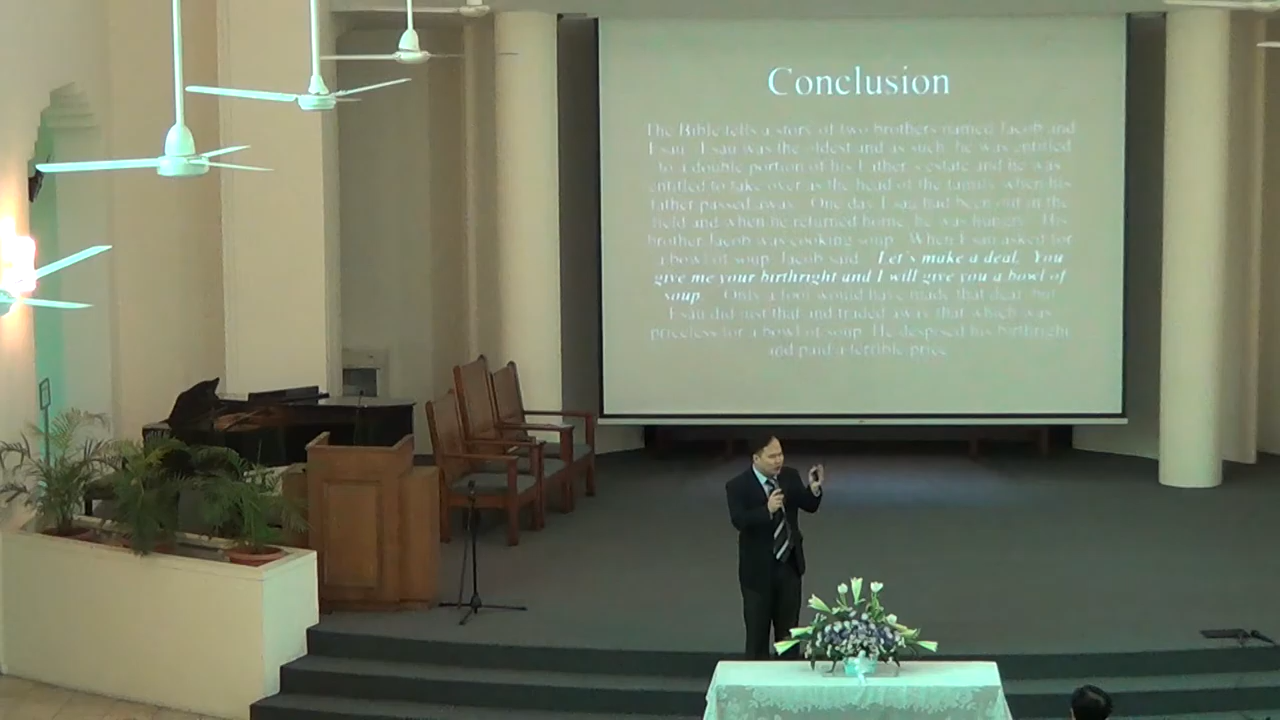 Conclusion
The Bible tells a story of two brothers named Jacob and
Esau. Esau was the oldest and as such, he was entitled
to a double portion of his Father's estate and he was
entitled to take over as the head of the family when his
father passed away. One day Esau had been out in the
field and when he returned home, he was hungry. His
brother Jacob was cooking soup. When Esau asked for
a bowl of soup, Jacob said, Let's make a deal. You
give me your birthright and I will give you a bowl of
soup. Only a fool would have made that deal but
Esau did just that and traded away that which was
priceless for a bowl of soup. He despised his birthright
and paid a terrible price